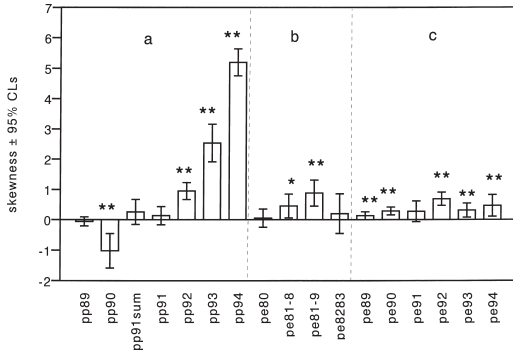 7
6
5
4
3
2
1
0
-1
-2
skewness ± 95% CLs
a
b
c
**
**
**
**
*
**
**
**
**
**
**
pp89
pp90
pp91sum
pp91
pp92
pp93
pp94
pe80
pe81-8
pe81-9
pe8283
pe89
pe90
pe91
pe92
pe93
pe94